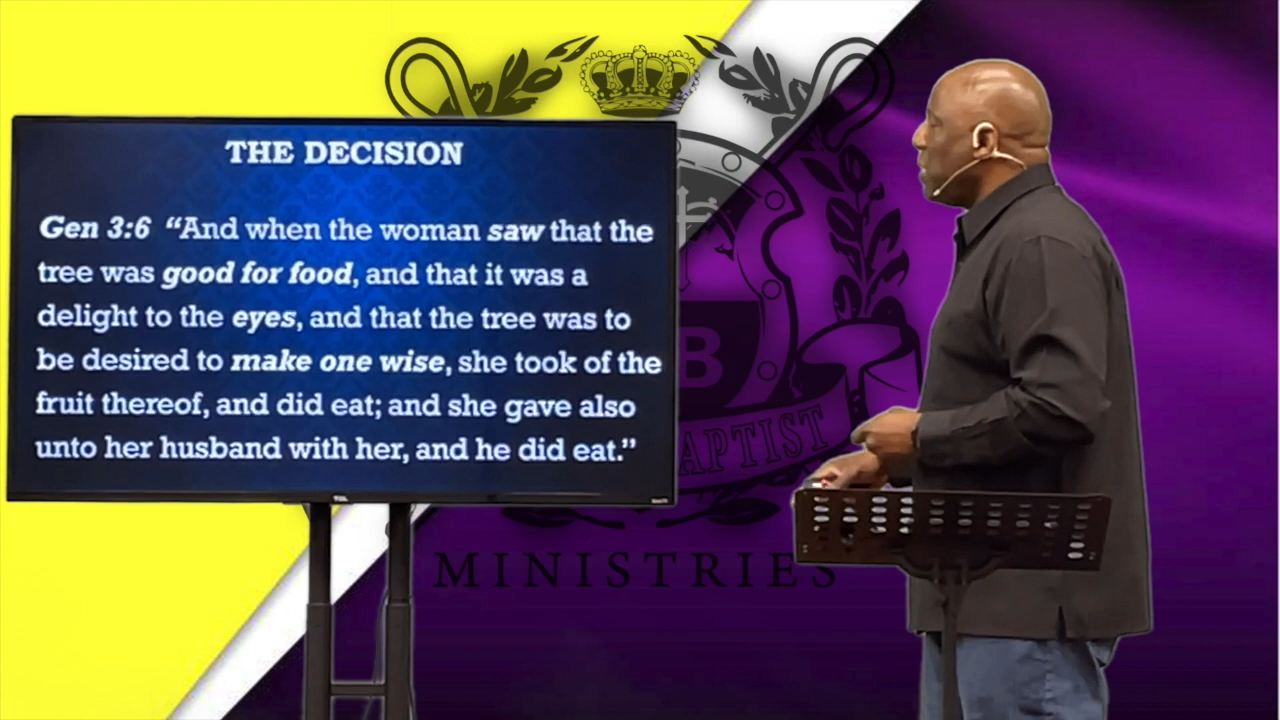 THE DECISION
Gen 3:6 “And when the woman saw that the
tree was good for food, and that it was a
delight to the eyes, and that the tree was to
be desired to make one wise, she took of the
fruit thereof, and did eat; and she gave also
unto her husband with her, and he did eat.”
TCL
B
APTIST
MINISTRIES